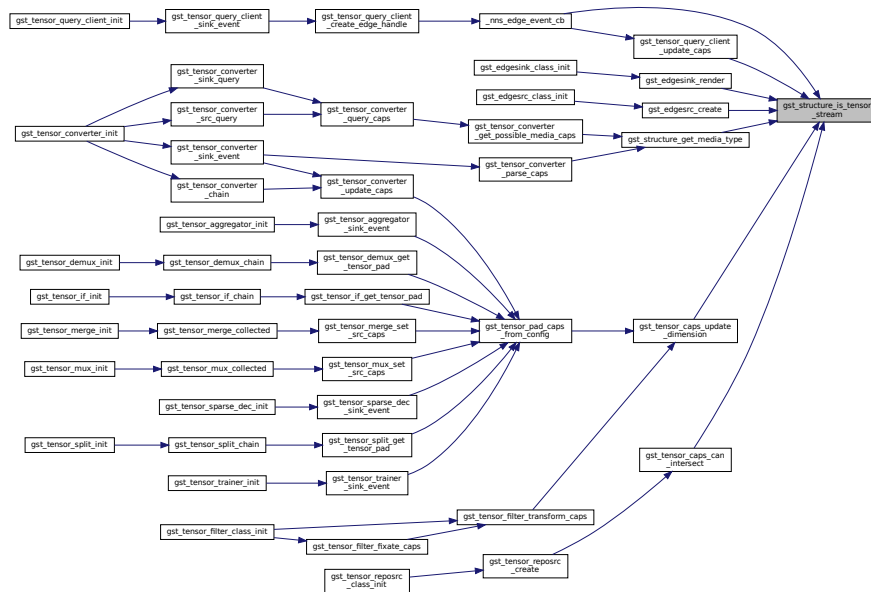 gst_tensor_query_client_init
gst_tensor_query_client
_sink_event
gst_tensor_query_client
_create_edge_handle
_nns_edge_event_cb
gst_tensor_query_client
_update_caps
gst_edgesink_class_init
gst_edgesink_render
gst_edgesrc_class_init
gst_edgesrc_create
gst_structure_is_tensor
_stream
gst_tensor_converter
_sink_query
gst_tensor_converter
_src_query
gst_tensor_converter
_query_caps
gst_tensor_converter_init
gst_tensor_converter
_get_possible_media_caps
gst_structure_get_media_type
gst_tensor_converter
_sink_event
gst_tensor_converter
_parse_caps
gst_tensor_converter
_chain
gst_tensor_converter
_update_caps
gst_tensor_aggregator_init
gst_tensor_aggregator
_sink_event
gst_tensor_demux_init
gst_tensor_demux_chain
gst_tensor_demux_get
_tensor_pad
gst_tensor_if_init
gst_tensor_if_chain
gst_tensor_if_get_tensor_pad
gst_tensor_merge_init
gst_tensor_merge_collected
gst_tensor_merge_set
_src_caps
gst_tensor_pad_caps
_from_config
gst_tensor_caps_update
_dimension
gst_tensor_mux_init
gst_tensor_mux_collected
gst_tensor_mux_set
_src_caps
gst_tensor_sparse_dec_init
gst_tensor_sparse_dec
_sink_event
gst_tensor_split_init
gst_tensor_split_chain
gst_tensor_split_get
_tensor_pad
gst_tensor_caps_can
_intersect
gst_tensor_trainer_init
gst_tensor_trainer
_sink_event
gst_tensor_filter_class_init
gst_tensor_filter_transform_caps
gst_tensor_filter_fixate_caps
gst_tensor_reposrc
_class_init
gst_tensor_reposrc
_create